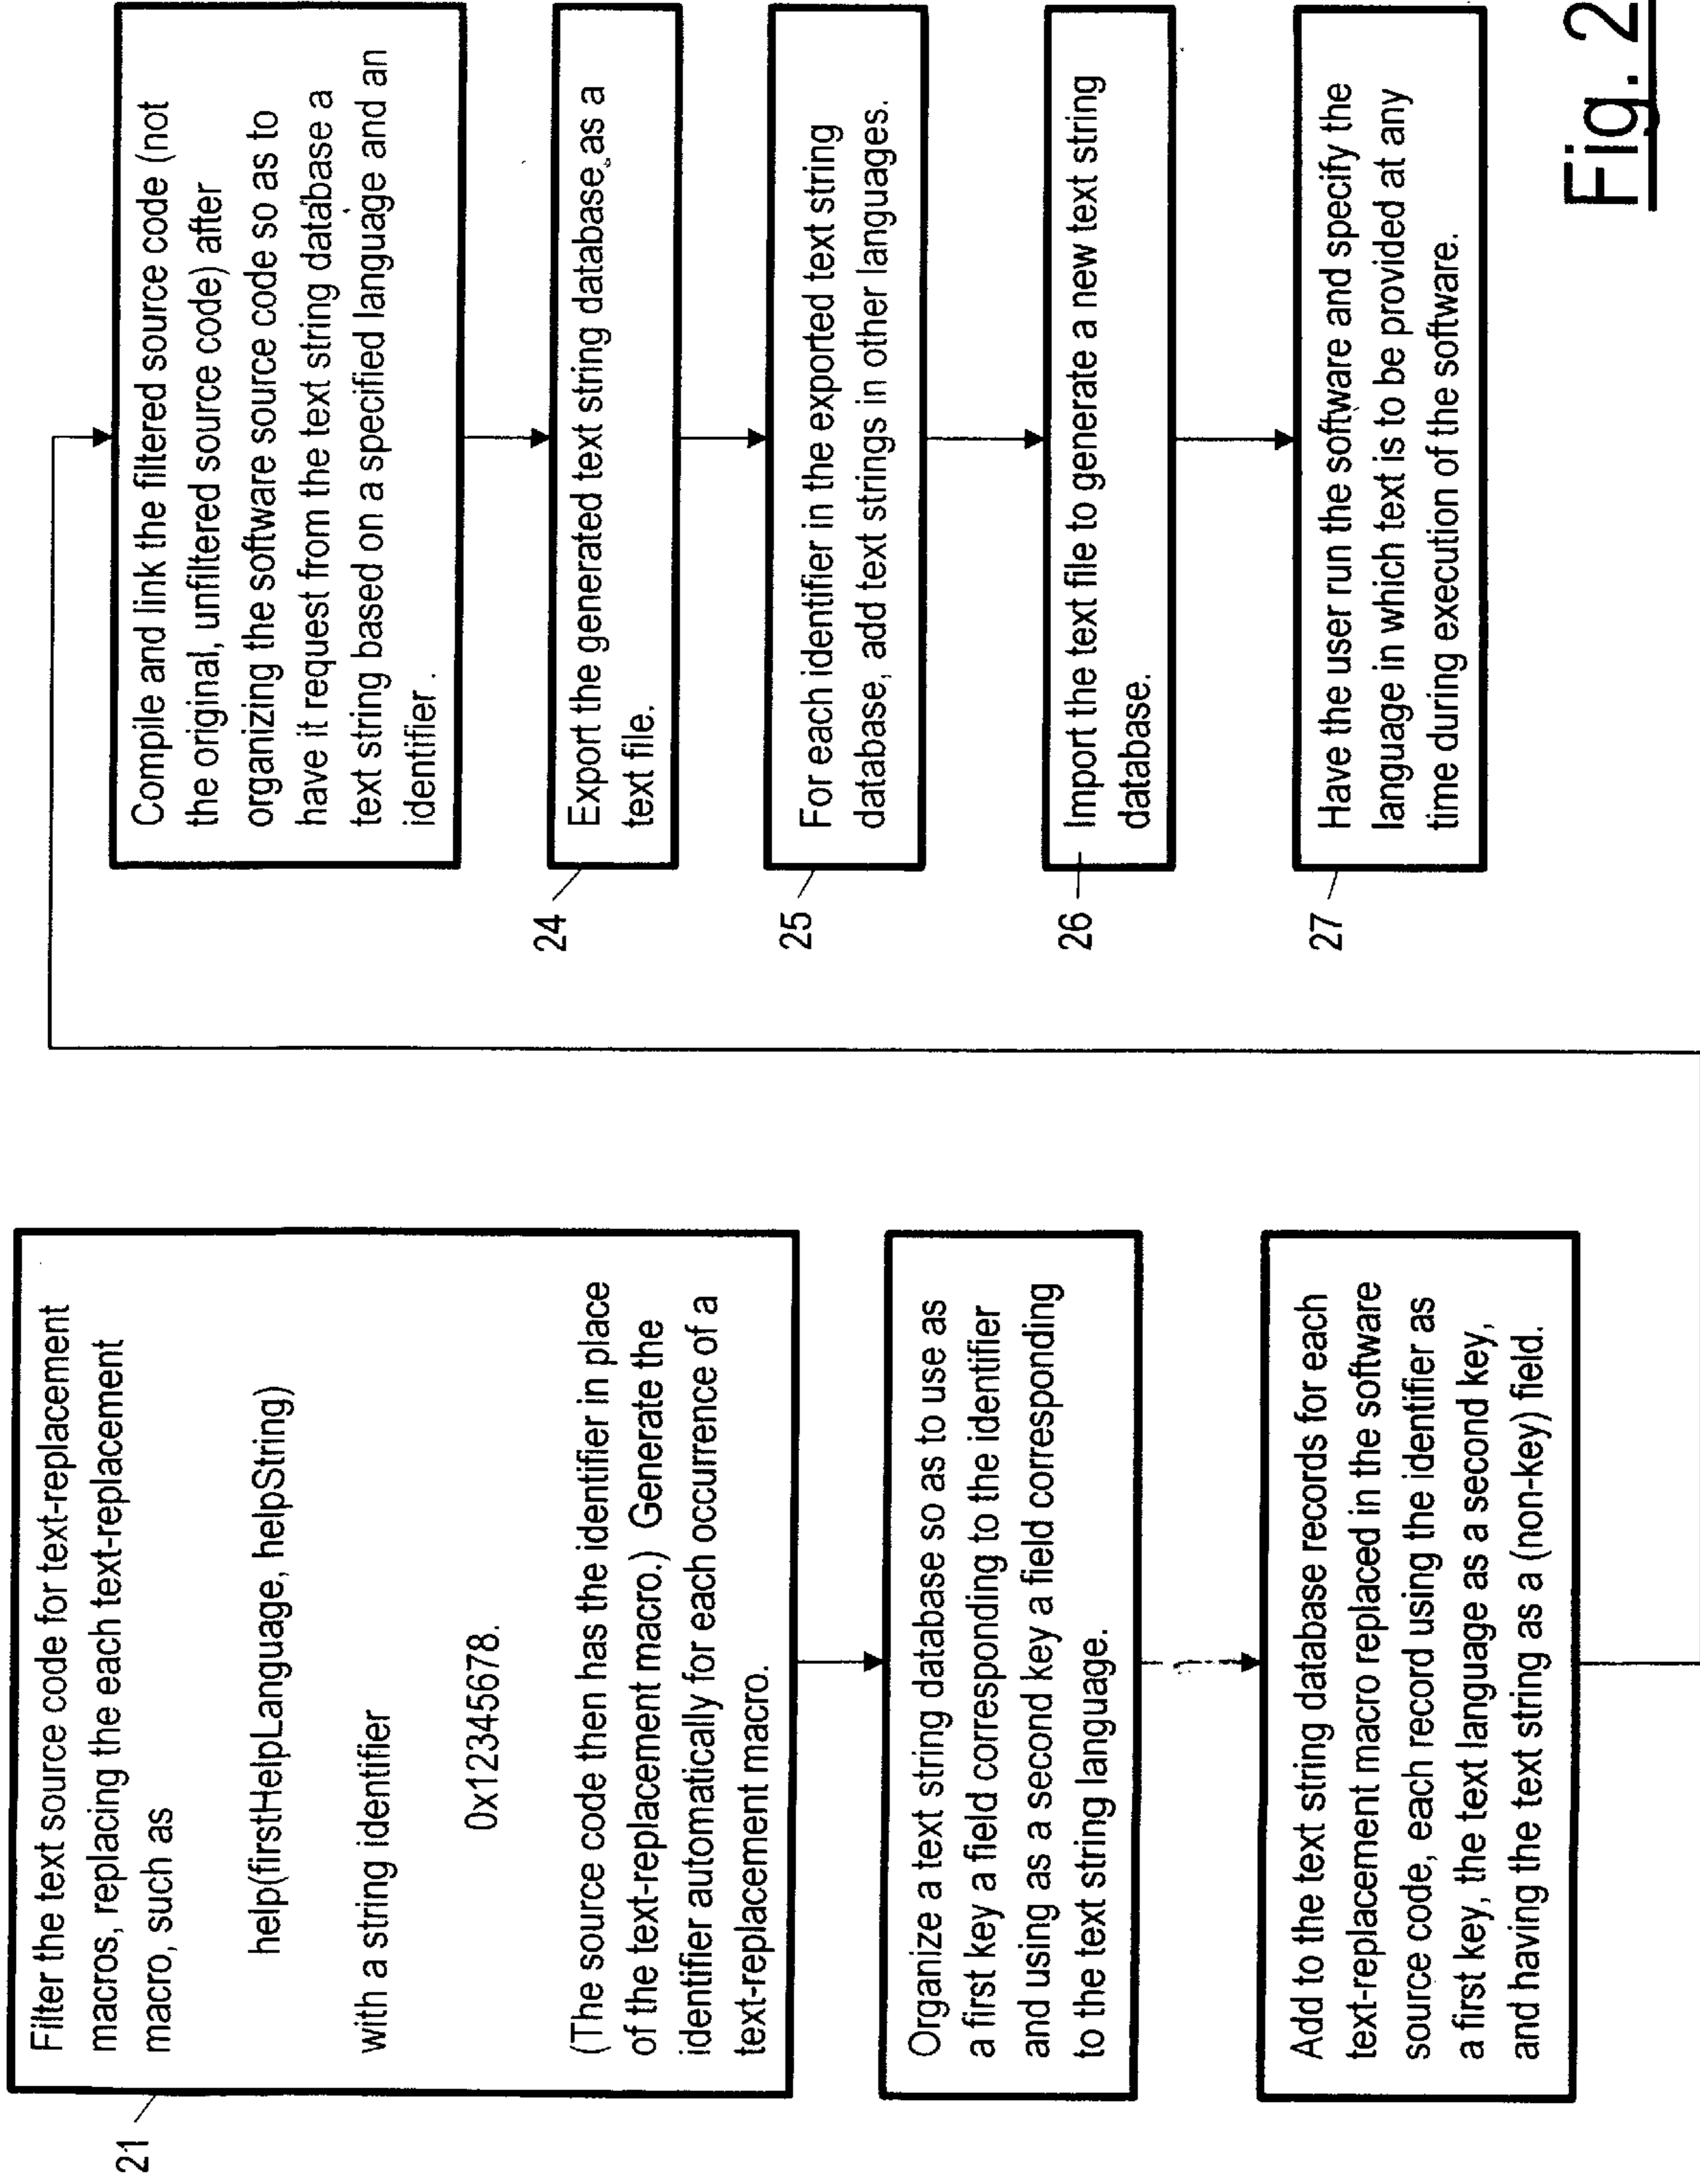 21
Filter the text source code for text-replacement
macros, replacing the each text-replacement
macro, such as
help(firstHelpLanguage, helpString)
with a string identifier
0x12345678.
(The source code then has the identifier in place
of the text-replacement macro.) Generate the
identifier automatically for each occurrence of a
text-replacement macro.
Organize a text string database so as to use as
a first key a field corresponding to the identifier
and using as a second key a field corresponding
to the text string language.
Add to the text string database records for each
text-replacement macro replaced in the software
source code, each record using the identifier as
a first key, the text language as a second key,
and having the text string as a (non-key) field.
Compile and link the filtered source code (not
the original, unfiltered source code) after
organizing the software source code so as to
have it request from the text string database a
text string based on a specified language and an
identifier.
24
Export the generated text string database as a
text file.
25
For each identifier in the exported text string
database, add text strings in other languages.
26
Import the text file to generate a new text string
database.
27
Have the user run the software and specify the
language in which text is to be provided at any
time during execution of the software.
Fig. 2